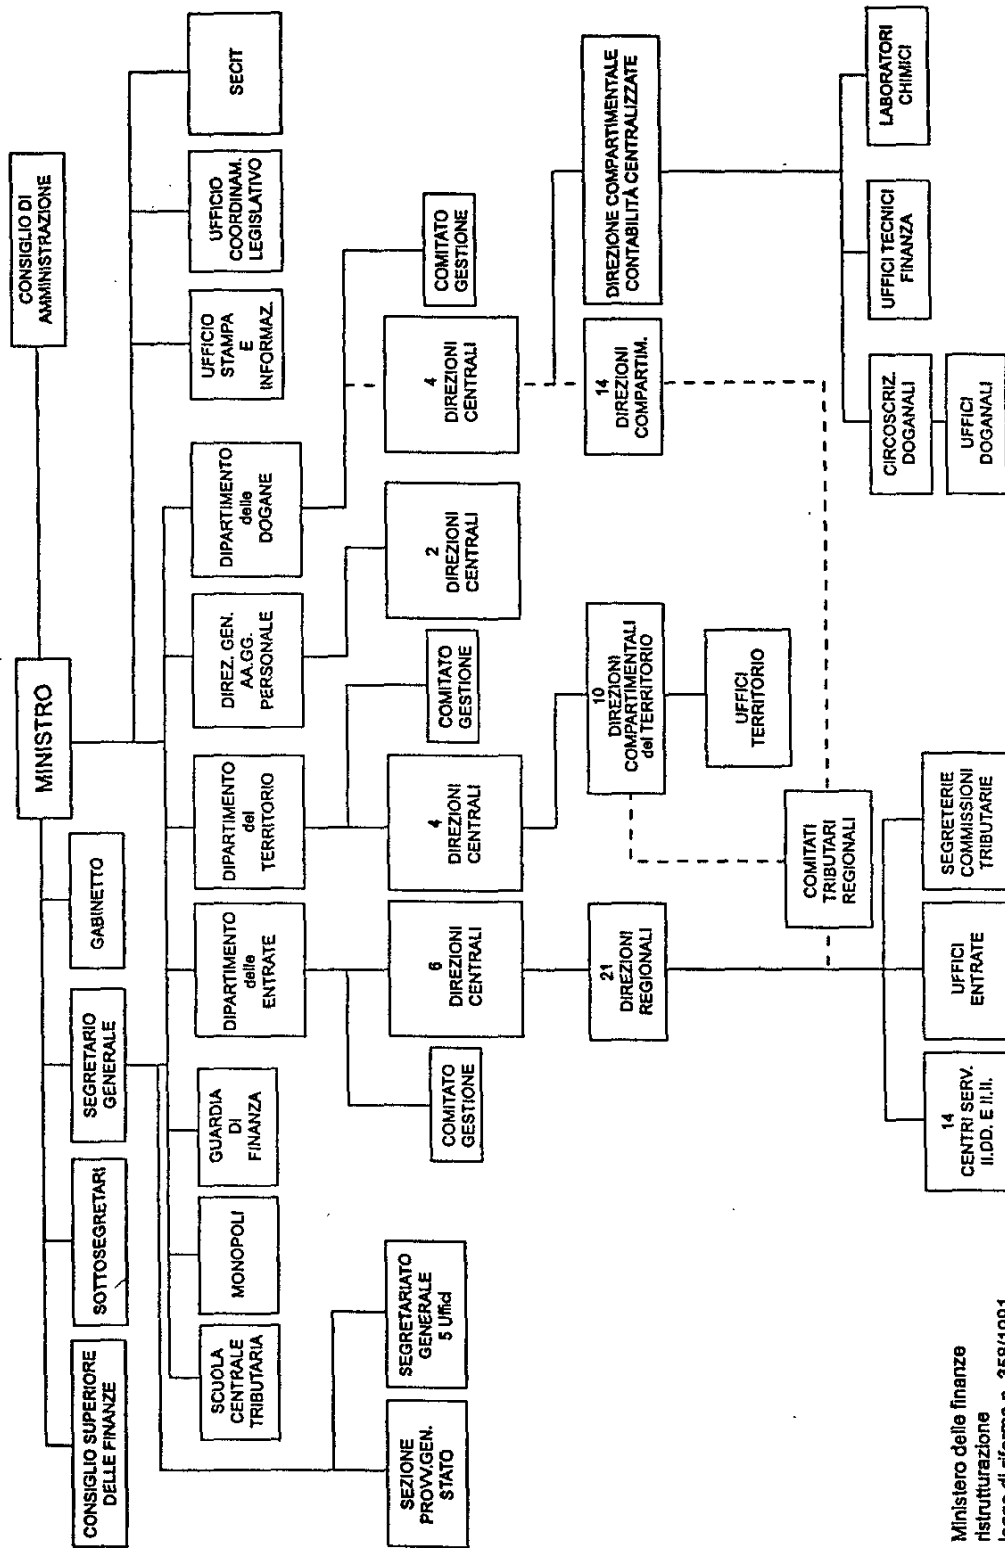 CONSIGLIO DI
AMMINISTRAZIONE
MINISTRO
CONSIGLIO SUPERIORE
DELLE FINANZE
SOTTOSEGRETARI
SEGRETARIO
GENERALE
GABINETTO
SCUOLA
CENTRALE
TRIBUTARIA
MONOPOLI
GUARDIA
DI
FINANZA
DIPARTIMENTO
delle
ENTRATE
DIPARTIMENTO
del
TERRITORIO
DIREZ. GEN.
AA.GG.
PERSONALE
DIPARTIMENTO
delle
DOGANE
UFFICIO
STAMPA
E
INFORMAZ.
UFFICIO
COORDINAM.
LEGISLATIVO
SECIT
SEZIONE
PROVV.GEN.
STATO
SEGRETARIATO
GENERALE
5 Uffici
COMITATO
GESTIONE
6
DIREZIONI
CENTRALI
4
DIREZIONI
CENTRALI
COMITATO
GESTIONE
2
DIREZIONI
CENTRALI
4
DIREZIONI
CENTRALI
COMITATO
GESTIONE
21
DIREZIONI
REGIONALI
10
DIREZIONI
COMPARTIMENTALI
del TERRITORIO
14
DIREZIONI
COMPARTIM.
DIREZIONE COMPARTIMENTALE
CONTABILITÀ CENTRALIZZATE
UFFICI
TERRITORIO
COMITATI
TRIBUTARI
REGIONALI
CIRCOSCRIZ.
DOGANALI
UFFICI TECNICI
FINANZA
LABORATORI
CHIMICI
UFFICI
DOGANALI
14
CENTRI SERV.
II.DD. E II.II.
UFFICI
ENTRATE
SEGRETERIE
COMMISSIONI
TRIBUTARIE
Ministero delle finanze
ristrutturazione
legge di riforma n. 358/1991